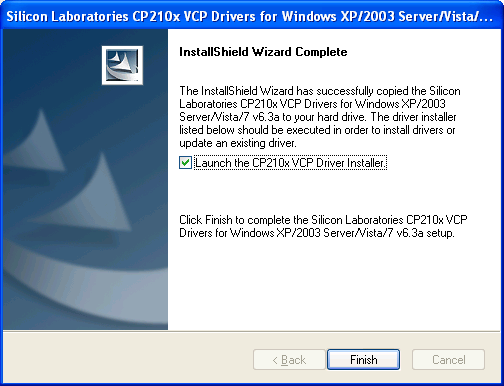 Silicon Laboratories CP210x VCP Drivers for Windows XP/2003 Server/Vista/...
InstallShield Wizard Complete
The InstallShield Wizard has successfully copied the Silicon
Laboratories CP210x VCP Drivers for Windows XP/2003
Server/Vista/7 v6.3a to your hard drive. The driver installer
listed below should be executed in order to install drivers or
update an existing driver.
Launch the CP210x VCP Driver Installer.
Click Finish to complete the Silicon Laboratories CP210x VCP
Drivers for Windows XP/2003 Server/Vista/7 v6.3a setup.
< Back Finish Cancel